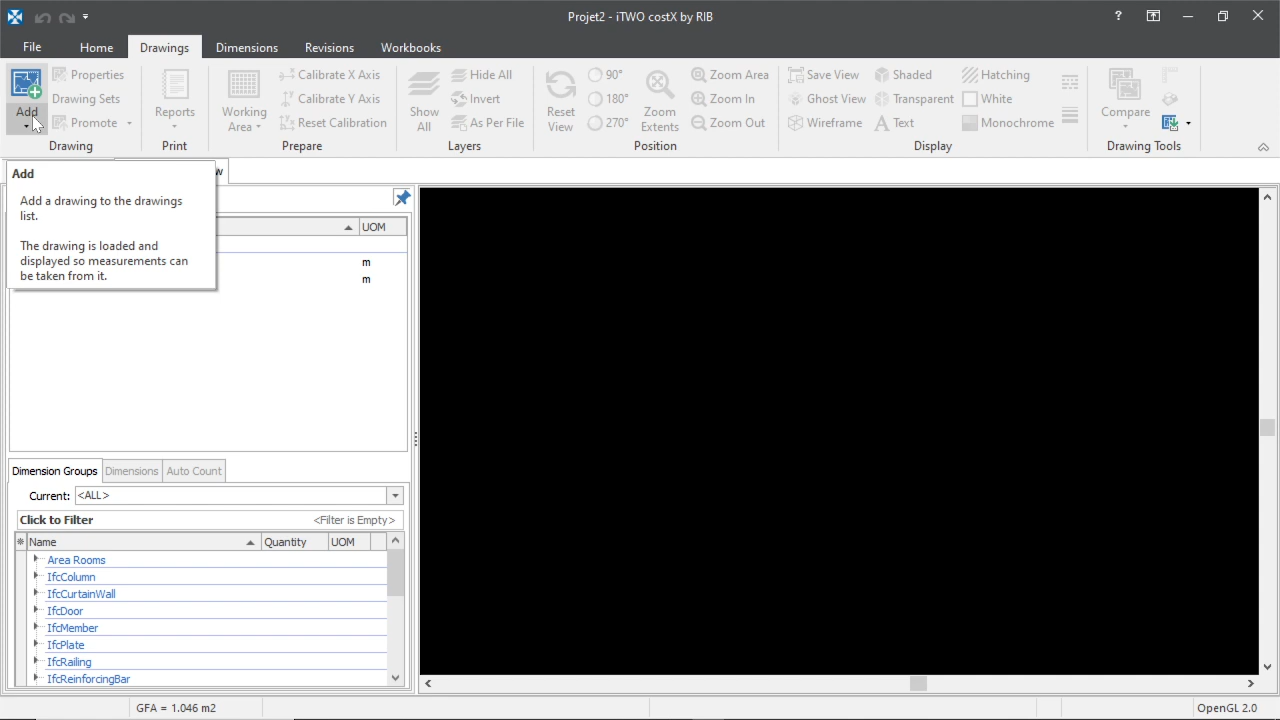 Projet2 - iTWO costX by RIB
?
File
Home
Drawings
Dimensions
Revisions
Workbooks
Add
Properties
Drawing Sets
Promote
Drawing
Reports
Print
Working
Area
Calibrate X Axis
Calibrate Y Axis
Reset Calibration
Prepare
Show
All
Hide All
Invert
As Per File
Layers
Reset
View
90°
180°
270°
Zoom
Extents
Zoom Area
Zoom In
Zoom Out
Position
Save View
Ghost View
Wireframe
Shaded
Transparent
Text
Hatching
White
Monochrome
Display
Compare
Drawing Tools
w
Add
Add a drawing to the drawings
list.
The drawing is loaded and
displayed so measurements can
be taken from it.
UOM
m
m
Dimension Groups
Dimensions
Auto Count
Current: <ALL>
Click to Filter <Filter is Empty>
Name Quantity UOM
Area Rooms
IfcColumn
IfcCurtainWall
IfcDoor
IfcMember
IfcPlate
IfcRailing
IfcReinforcingBar
GFA = 1.046 m2
OpenGL 2.0